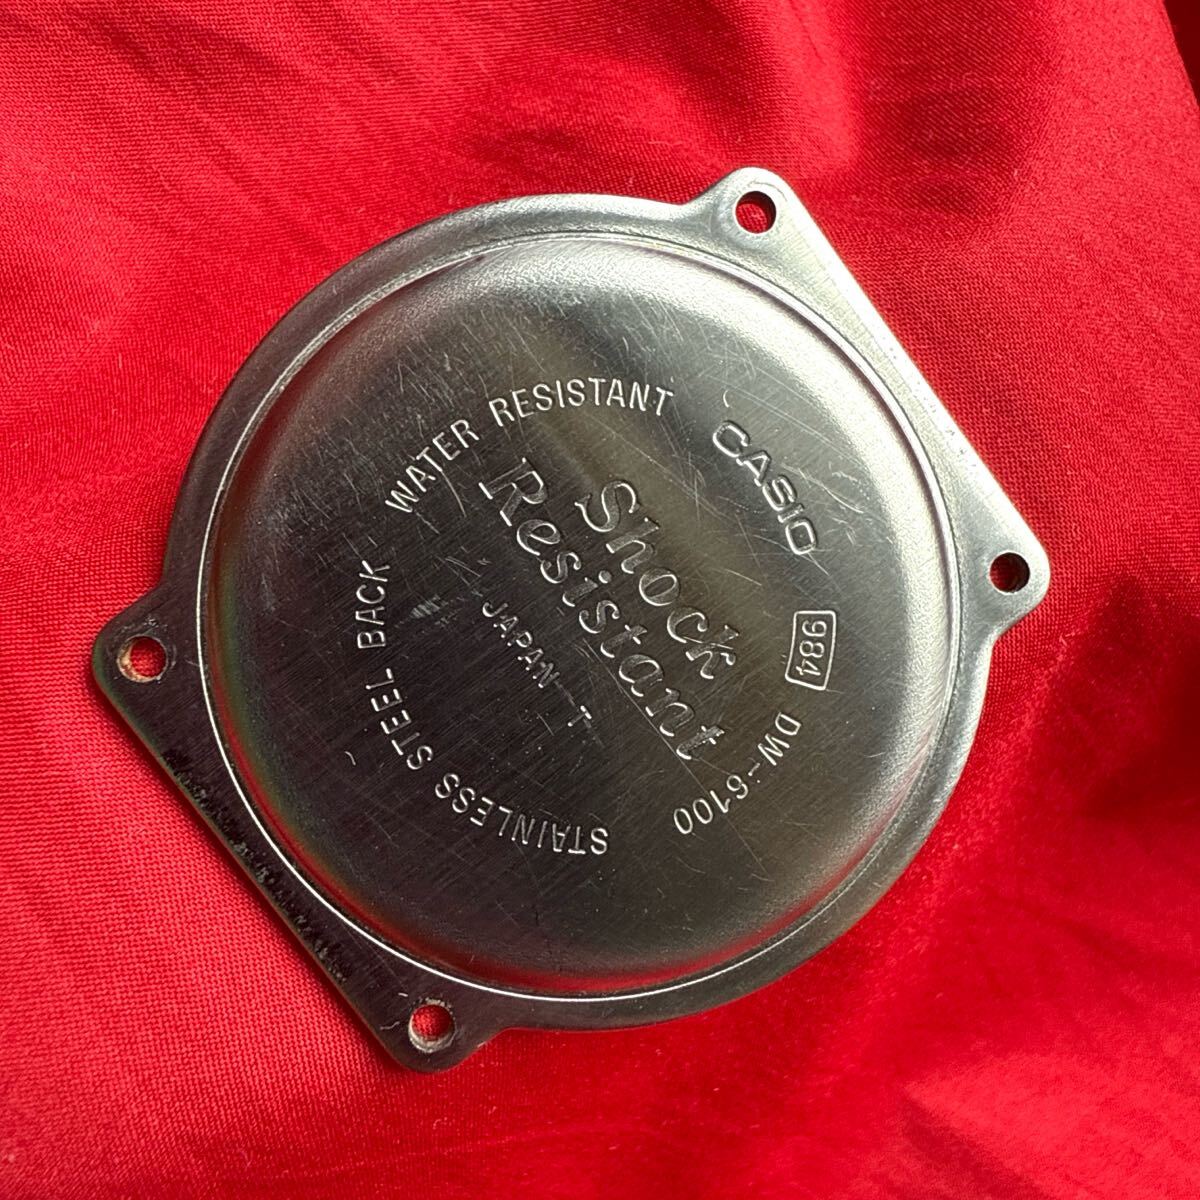 CASIO
984
DW-6100
STAINLESS STEEL BACK
WATER RESISTANT
Shock
Resistant
JAPAN T